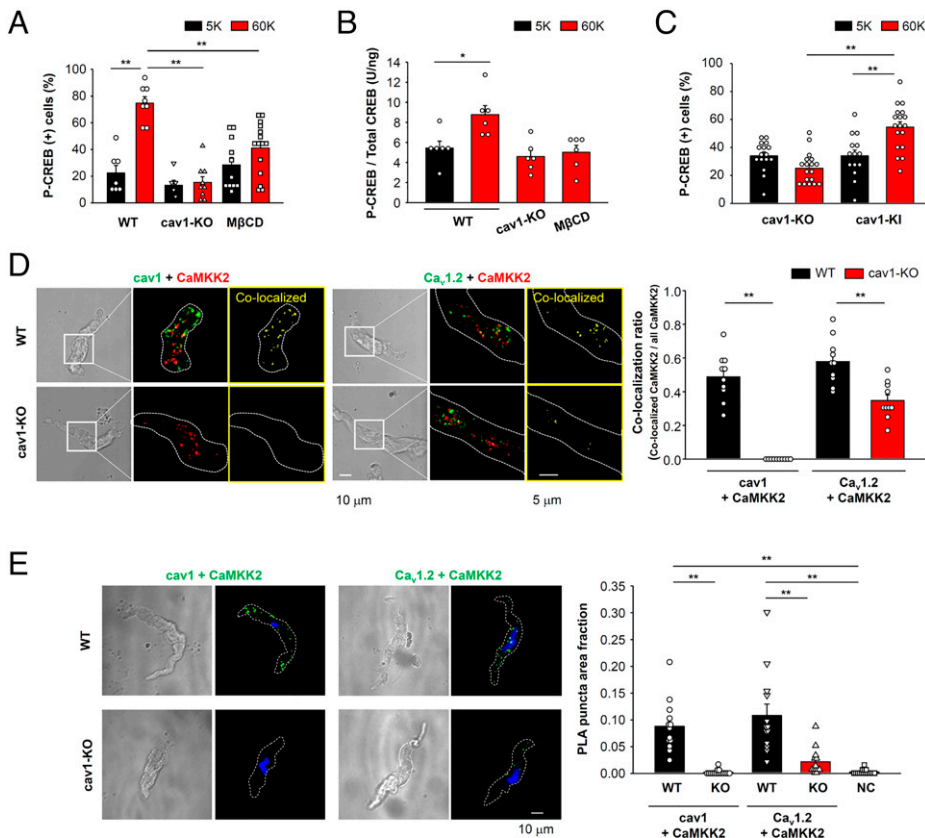 A
5K 60K
P-CREB (+) cells (%)
100
80
60
40
20
0
**
**
**
WT cav1-KO MβCD
B
5K 60K
P-CREB / Total CREB (U/ng)
14
12
10
8
6
4
2
0
*
WT
cav1-KO
MβCD
C
5K 60K
P-CREB (+) cells (%)
100
80
60
40
20
0
**
**
cav1-KO cav1-KI
D
cav1 + CaMKK2
Cav1.2 + CaMKK2
WT
cav1-KO
Co-localized
Co-localized
10 µm
5 µm
WT cav1-KO
Co-localization ratio
(Co-localized CaMKK2 / all CaMKK2)
1.0
0.8
0.6
0.4
0.2
0.0
**
**
cav1
+ CaMKK2
Cav1.2
+ CaMKK2
E
cav1 + CaMKK2
Cav1.2 + CaMKK2
WT
cav1-KO
10 µm
PLA puncta area fraction
0.35
0.30
0.25
0.20
0.15
0.10
0.05
0.00
**
**
**
**
WT KO WT KO NC
cav1
+ CaMKK2
Cav1.2
+ CaMKK2